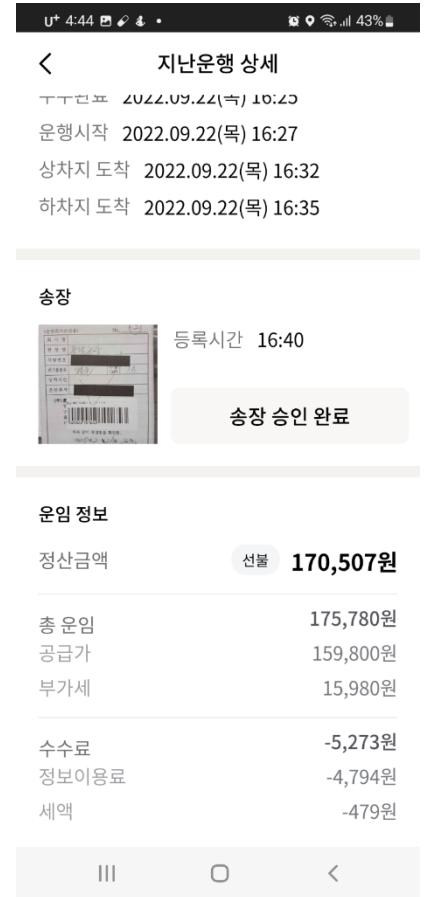 U+ 4:44 43%
지난운행 상세
2022.09.22(목) 16:25
운행시작 2022.09.22(목) 16:27
상차지 도착 2022.09.22(목) 16:32
하차지 도착 2022.09.22(목) 16:35
송장
등록시간 16:40
송장 승인 완료
운임 정보
정산금액 선불 170,507원
총 운임 175,780원
공급가 159,800원
부가세 15,980원
수수료 -5,273원
정보이용료 -4,794원
세액 -479원